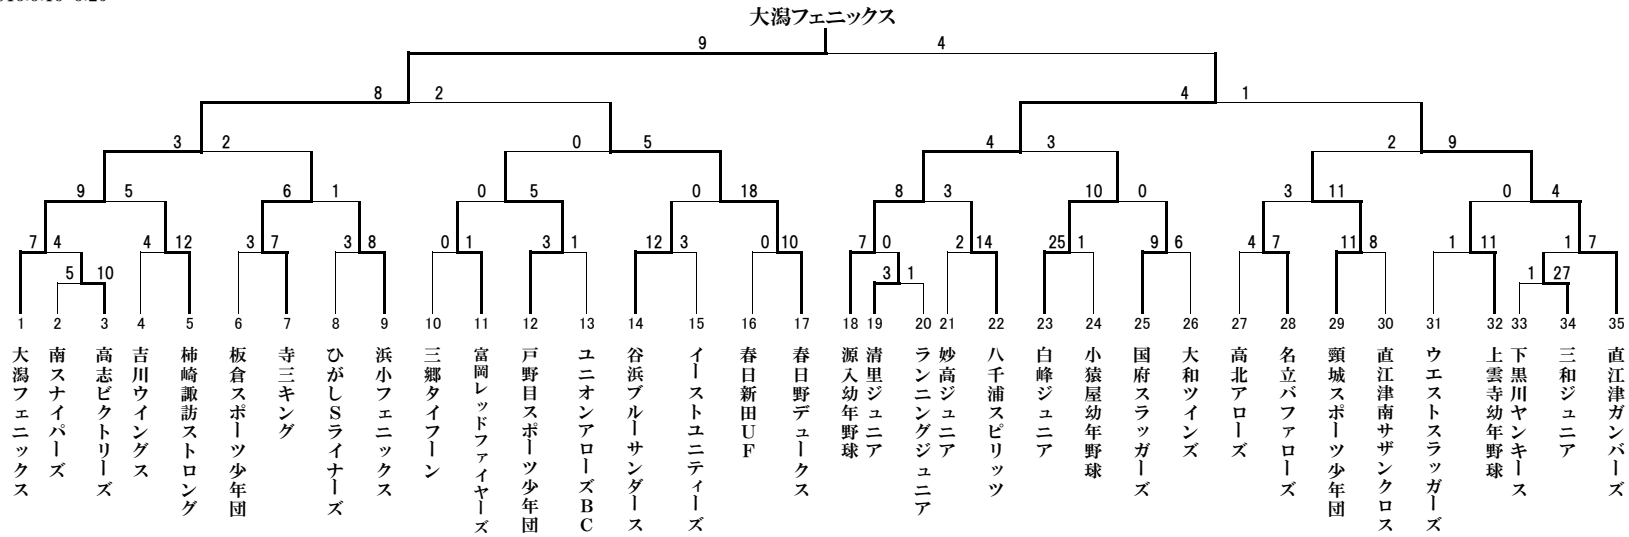 大潟フェニックス
9 4
8 2 4 1
3 2 0 5 4 3 2 9
9 5 6 1 0 5 0 18 8 3 10 0 3 11 0 4
7 4 4 12 3 7 3 8 0 1 3 1 12 3 0 10 7 0 2 14 25 1 9 6 4 7 11 8 1 11 1 7
5 10 3 1 1 27
1 2 3 4 5 6 7 8 9 10 11 12 13 14 15 16 17 18 19 20 21 22 23 24 25 26 27 28 29 30 31 32 33 34 35
大潟フェニックス
南スナイパーズ
高志ビクトリーズ
吉川ウイングス
柿崎諏訪ストロング
板倉スポーツ少年団
寺三キング
ひがしSライナーズ
浜小フェニックス
三郷タイフーン
富岡レッドファイヤーズ
戸野目スポーツ少年団
ユニオンアローズBC
谷浜ブルーサンダース
イーストユニティーズ
春日新田UF
春日野デュークス
源入幼年野球
清里ジュニア
ランニングジュニア
妙高ジュニア
八千浦スピリッツ
白峰ジュニア
小猿屋幼年野球
国府スラッガーズ
大和ツインズ
高北アローズ
名立バファローズ
頸城スポーツ少年団
直江津南サザンクロス
ウエストスラッガーズ
上雲寺幼年野球
下黒川ヤンキース
三和ジュニア
直江津ガンバーズ